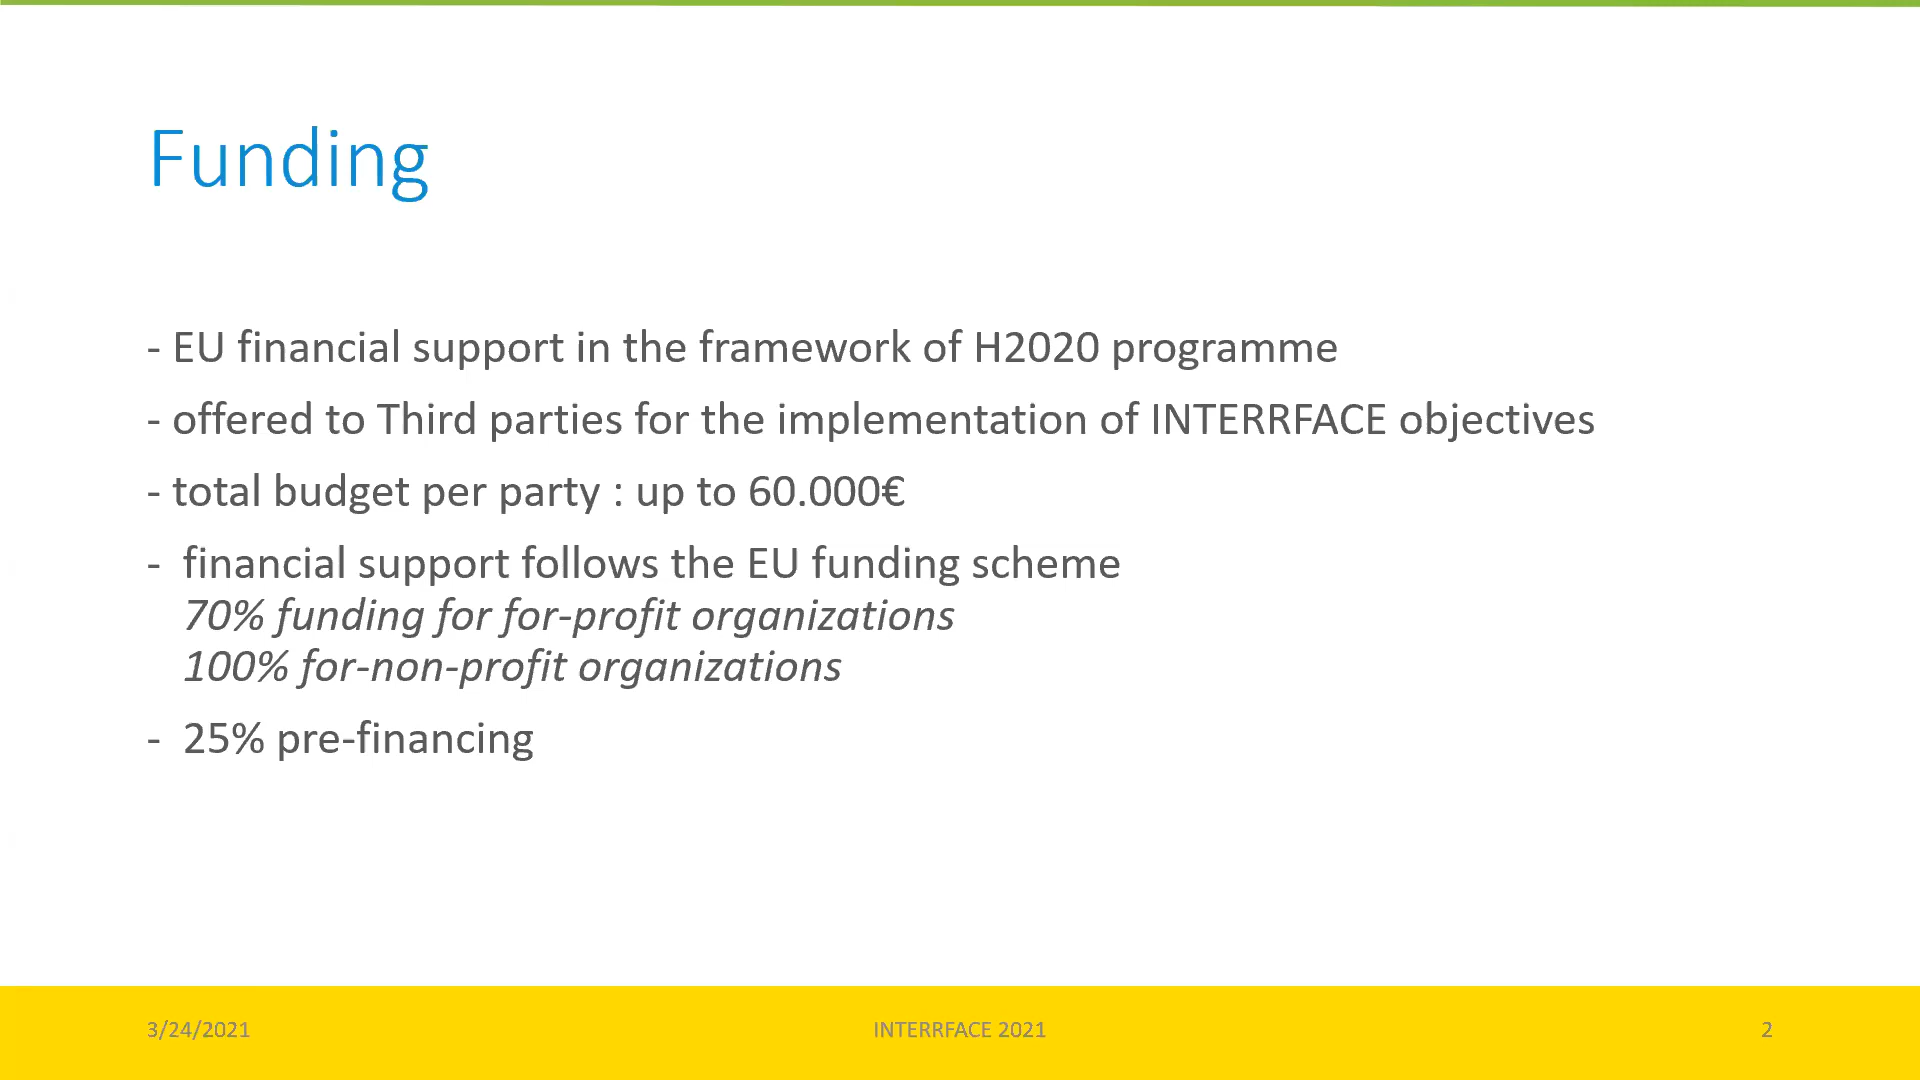 Funding
- EU financial support in the framework of H2020 programme
- offered to Third parties for the implementation of INTERRFACE objectives
- total budget per party : up to 60.000€
- financial support follows the EU funding scheme
70% funding for for-profit organizations
100% for-non-profit organizations
- 25% pre-financing
3/24/2021
INTERRFACE 2021
2